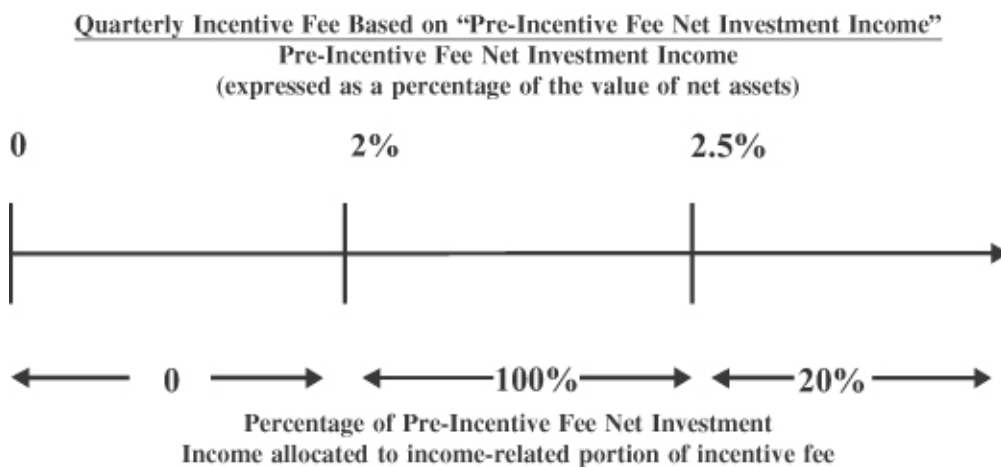 Quarterly Incentive Fee Based on “Pre-Incentive Fee Net Investment Income”
Pre-Incentive Fee Net Investment Income
(expressed as a percentage of the value of net assets)
0 2% 2.5%
0 100% 20%
Percentage of Pre-Incentive Fee Net Investment
Income allocated to income-related portion of incentive fee